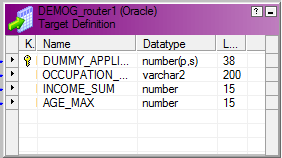 DEMOG_router1 (Oracle)
Target Definition
K. Name Datatype L...
DUMMY_APPLI... number(p,s) 38
OCCUPATION_... varchar2 200
INCOME_SUM number 15
AGE_MAX number 15